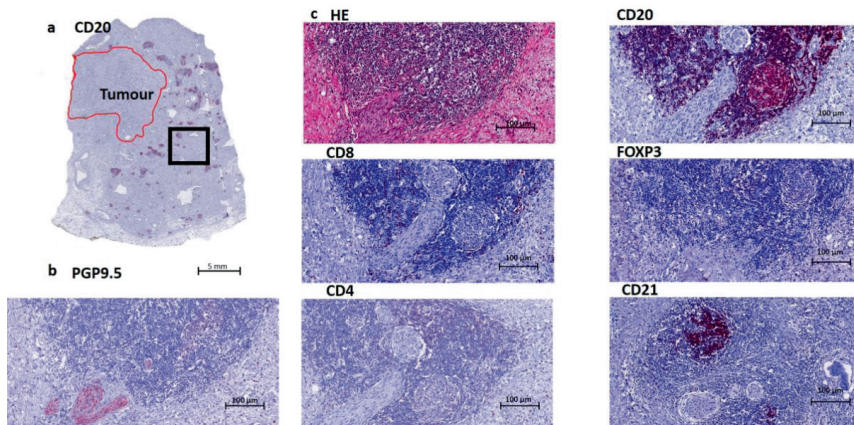 a CD20
Tumour
5 mm
b PGP9.5
100 µm
c HE
100 µm
CD8
100 µm
CD4
100 µm
CD20
100 µm
FOXP3
100 µm
CD21
100 µm